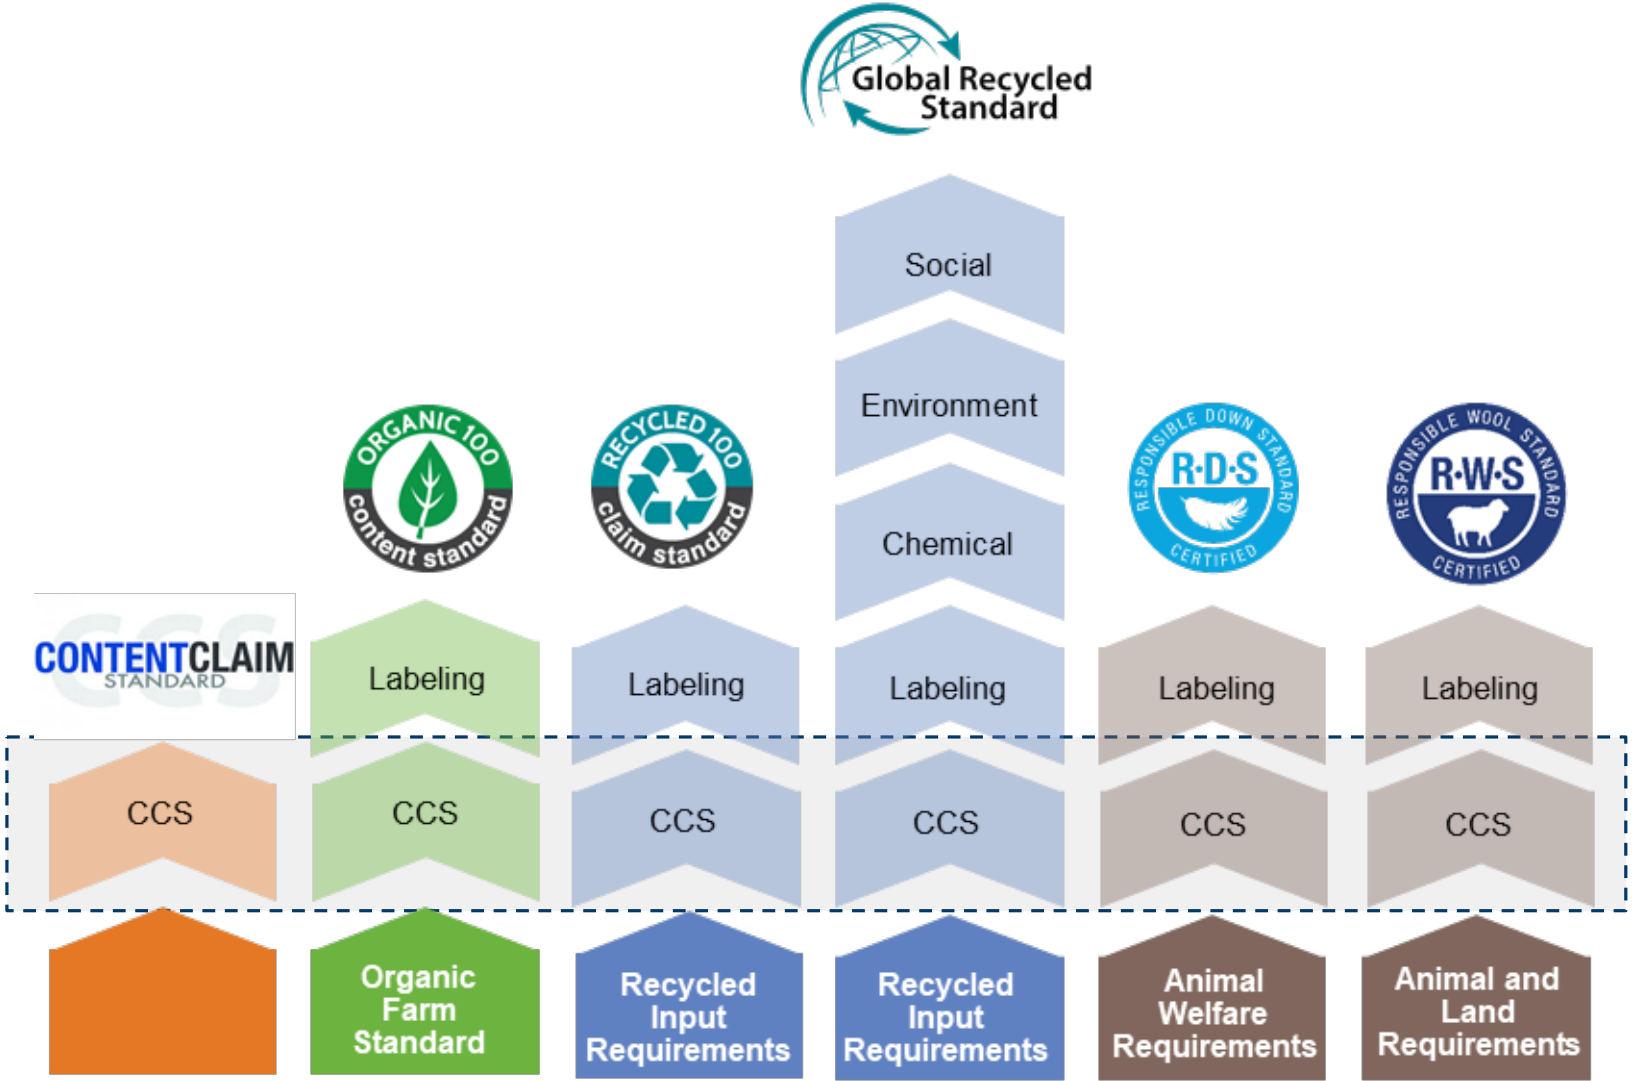 Global Recycled
Standard
Social
Environment
Chemical
ORGANIC 100
content standard
RECYCLED 100
claim standard
RESPONSIBLE DOWN STANDARD
R·D·S
CERTIFIED
RESPONSIBLE WOOL STANDARD
R·W·S
CERTIFIED
CCS
CONTENTCLAIM
STANDARD
Labeling
Labeling
Labeling
Labeling
Labeling
CCS
CCS
CCS
CCS
CCS
CCS
Organic
Farm
Standard
Recycled
Input
Requirements
Recycled
Input
Requirements
Animal
Welfare
Requirements
Animal and
Land
Requirements